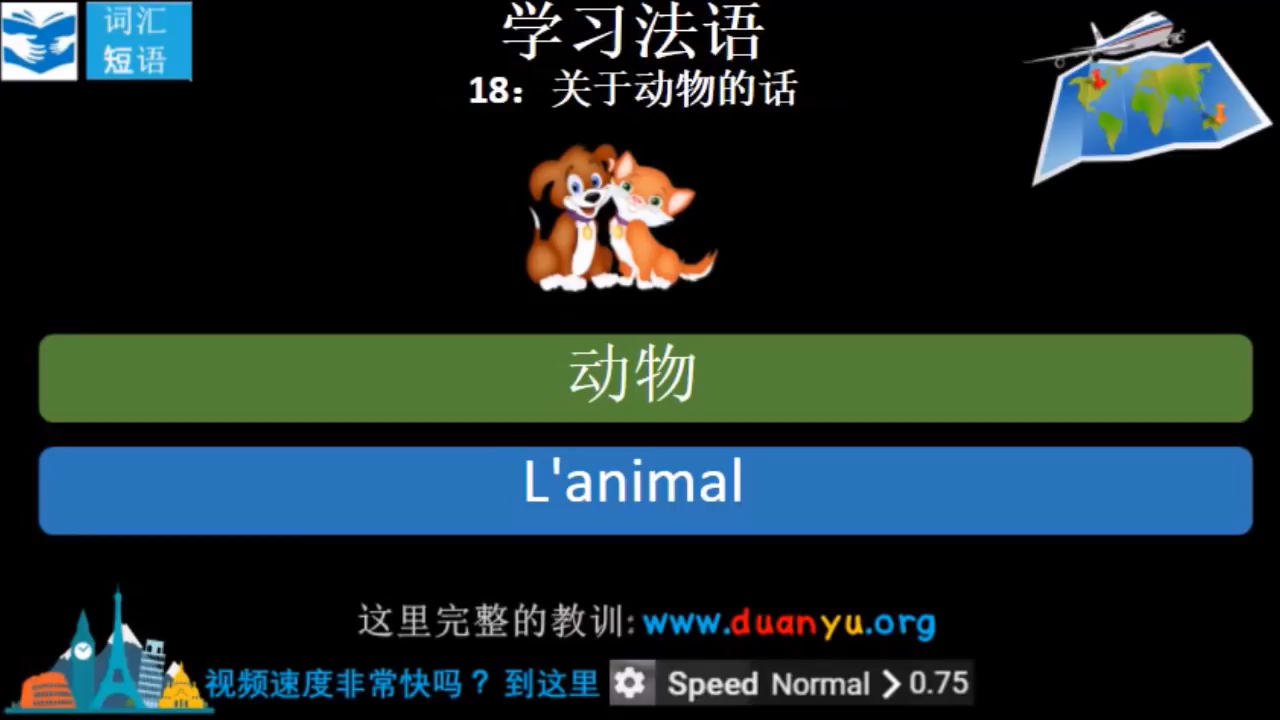 词汇
短语
学习法语
18：关于动物的话
动物
L'animal
这里完整的教训: www.duanyu.org
视频速度非常快吗？ 到这里 Speed Normal > 0.75